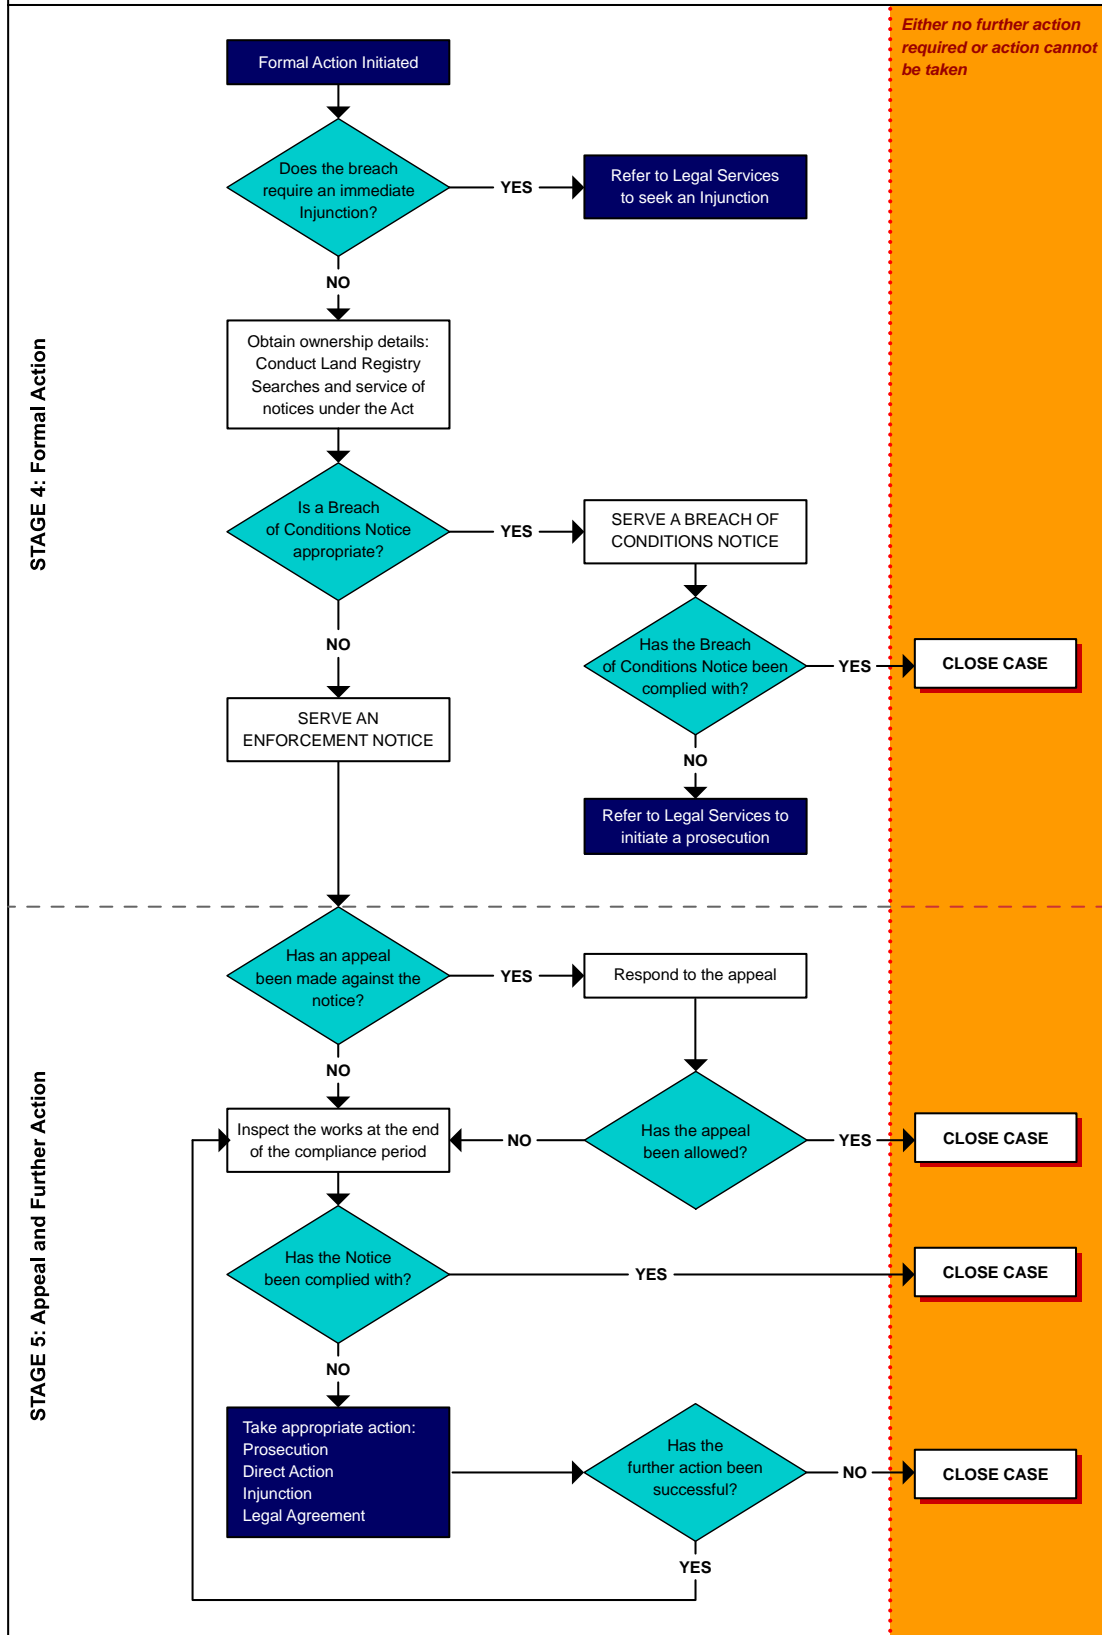 Either no further action
required or action cannot
be taken
Formal Action Initiated
Does the breach
require an immediate
Injunction?
YES
Refer to Legal Services
to seek an Injunction
NO
Obtain ownership details:
Conduct Land Registry
Searches and service of
notices under the Act
STAGE 4: Formal Action
Is a Breach
of Conditions Notice
appropriate?
YES
SERVE A BREACH OF
CONDITIONS NOTICE
NO
Has the Breach
of Conditions Notice been
complied with?
YES
CLOSE CASE
SERVE AN
ENFORCEMENT NOTICE
NO
Refer to Legal Services to
initiate a prosecution
Has an appeal
been made against the
notice?
YES
Respond to the appeal
NO
Inspect the works at the end
of the compliance period
NO
Has the appeal
been allowed?
YES
CLOSE CASE
STAGE 5: Appeal and Further Action
Has the Notice
been complied with?
YES
CLOSE CASE
NO
Take appropriate action:
Prosecution
Direct Action
Injunction
Legal Agreement
Has the
further action been
successful?
NO
CLOSE CASE
YES